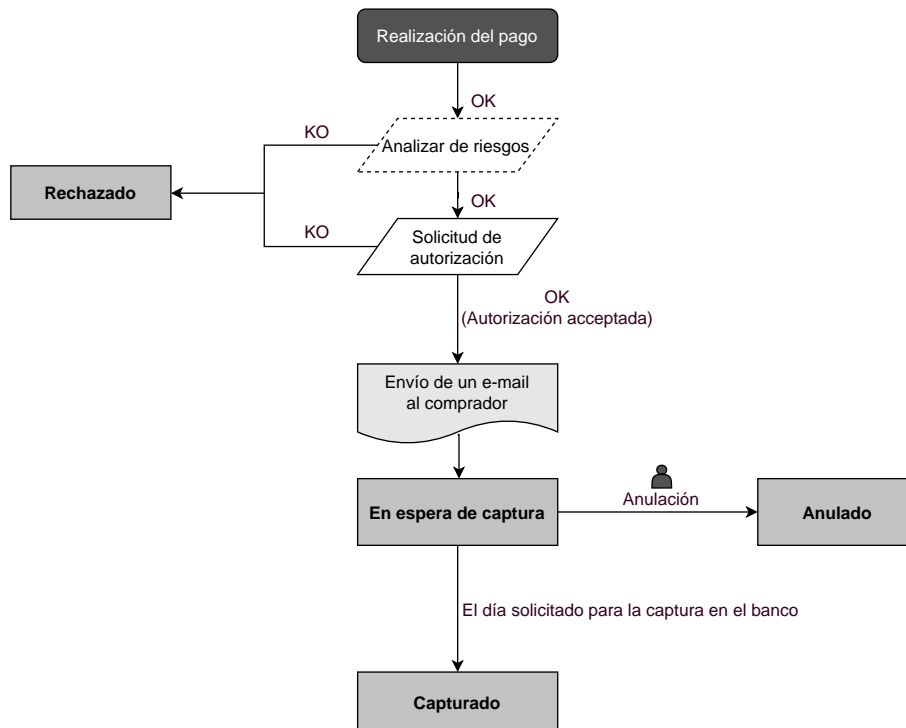 Realización del pago
OK
KO
Analizar de riesgos
Rechazado
OK
KO
Solicitud de
autorización
OK
(Autorización acceptada)
Envío de un e-mail
al comprador
En espera de captura
Anulación
Anulado
El día solicitado para la captura en el banco
Capturado